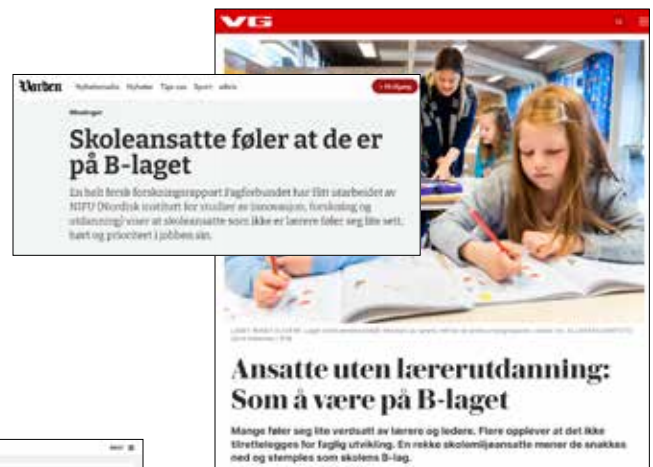 VG
Varden
Meninger
Skoleansatte føler at de er
på B-laget
En helt fersk forskningsrapport Fagforbundet har fått utarbeidet av
NIFU (Nordisk institutt for studier av innovasjon, forskning og
utdanning) viser at skoleansatte som ikke er lærere føler seg lite sett,
hørt og prioritert i jobben sin.
Ansatte uten lærerutdanning:
Som å være på B-laget
Mange føler seg lite verdsatt av lærere og ledere. Flere opplever at det ikke
tilrettelegges for faglig utvikling. En rekke skolemiljøansatte mener de snakkes
ned og stemples som skolens B-lag.